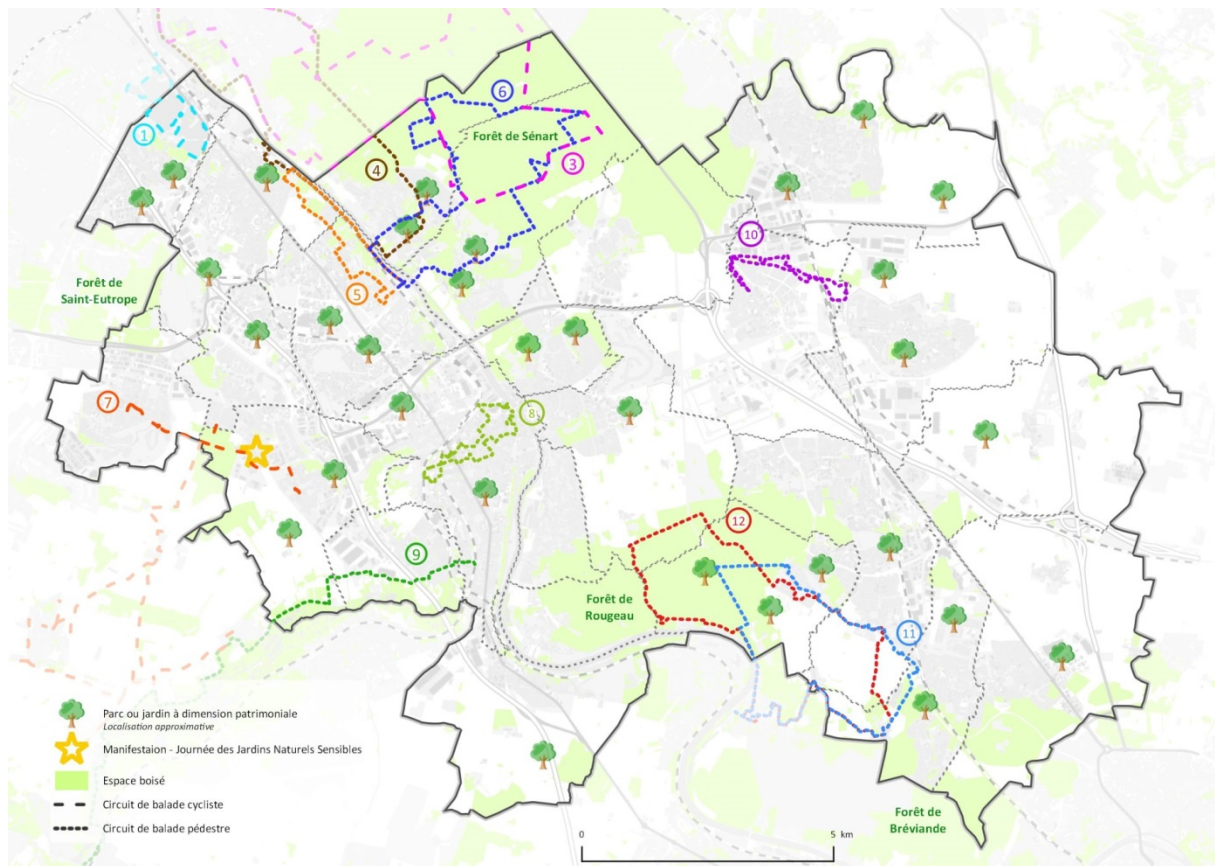 6
Forêt de Sénart
1
4
3
10
Forêt de
Saint-Eutrope
5
7
8
12
9
Forêt de
Rougeau
11
Parc ou jardin à dimension patrimoniale
Localisation approximative
Manifestaion - Journée des Jardins Naturels Sensibles
Espace boisé
Circuit de balade cycliste
Circuit de balade pédestre
Forêt de
Bréviande
0 5 km